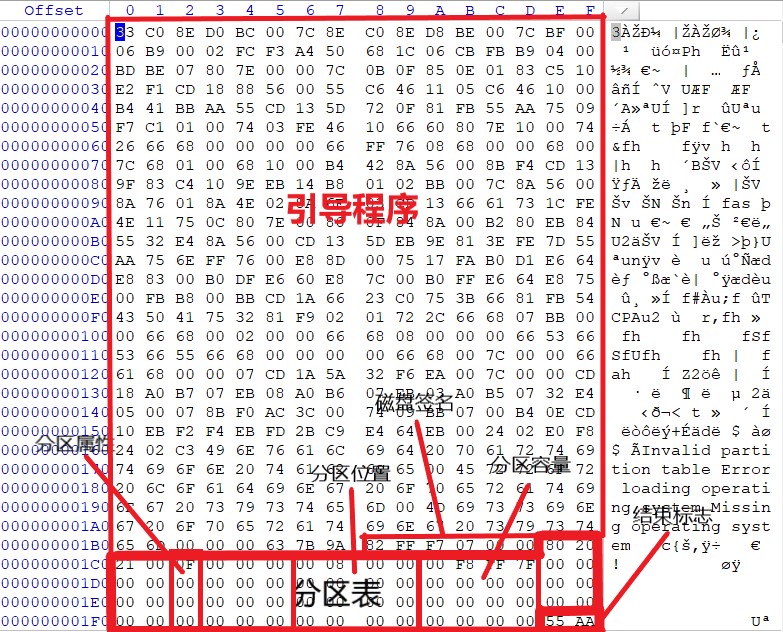 Offset 0 1 2 3 4 5 6 7 8 9 A B C D E F
00000000000 33 C0 8E D0 BC 00 7C 8E C0 8E D8 BE 00 7C BF 00 3ÀŽÐ¼ |ŽÀŽØ¾ |¿
00000000010 06 B9 00 02 FC F3 A4 50 68 1C 06 CB FB B9 04 00 ¹ üó¤Ph Ëû¹
00000000020 BD BE 07 80 7E 00 00 7C 0B 0F 85 0E 01 83 C5 10 ½¾ €~ | … ƒÅ
00000000030 E2 F1 CD 18 88 56 00 55 C6 46 11 05 C6 46 10 00 âñÍ ˆV UÆF ÆF
00000000040 B4 41 BB AA 55 CD 13 5D 72 0F 81 FB 55 AA 75 09 ´A»ªUÍ ]r ûUªu
00000000050 F7 C1 01 00 74 03 FE 46 10 66 60 80 7E 10 00 74 ÷Á t þF f`€~ t
00000000060 26 66 68 00 00 00 00 66 FF 76 08 68 00 00 68 00 &fh fÿv h h
00000000070 7C 68 01 00 68 10 00 B4 42 8A 56 00 8B F4 CD 13 |h h ´BŠV ‹ôÍ
00000000080 9F 83 C4 10 9E EB 14 B8 01 02 BB 00 7C 8A 56 00 ŸƒÄ žë ¸ » |ŠV
00000000090 8A 76 01 8A 4E 02 13 66 61 73 1C FE ŠV ŠN Šn Í fas þ
000000000A0 4E 11 75 0C 80 7E 00 8A 00 B2 80 EB 84 N u €~ € „Š ²€ë„
000000000B0 55 32 E4 8A 56 00 CD 13 5D EB 9E 81 3E FE 7D 55 U2äŠV Í ]ëž >þ}U
000000000C0 AA 75 6E FF 76 00 E8 8D 00 75 17 FA B0 D1 E6 64 ªunÿv è u ú°Ñæd
000000000D0 E8 83 00 B0 DF E6 60 E8 7C 00 B0 FF E6 64 E8 75 èƒ °ßæ`è| °ÿædèu
000000000E0 00 FB B8 00 BB CD 1A 66 23 C0 75 3B 66 81 FB 54 û¸ »Í f#Àu;f ûT
000000000F0 43 50 41 75 32 81 F9 02 01 72 2C 66 68 07 BB 00 CPAu2 ù r,fh »
00000000100 00 66 68 00 02 00 00 66 68 08 00 00 00 66 53 66 fh fh fSf
00000000110 53 66 55 66 68 00 00 00 00 66 68 00 7C 00 00 66 SfUfh fh | f
00000000120 61 68 00 00 07 CD 1A 5A 32 F6 EA 00 7C 00 00 CD ah Í Z2öê | Í
00000000130 18 A0 B7 07 EB 08 A0 B6 07 03 A0 B5 07 32 E4 · ë ¶ ë µ 2ä
00000000140 05 00 07 8B F0 AC 3C 00 74 09 BB 07 00 B4 0E CD ‹ð¬< t » ´ Í
00000000150 10 EB F2 F4 EB FD 2B C9 E4 64 EB 00 24 02 E0 F8 ëòôëý+Éädë $ àø
00000000160 24 02 C3 49 6E 76 61 6C 69 64 20 70 61 72 74 69 $ ÃInvalid parti
00000000170 74 69 6F 6E 20 74 61 65 00 45 72 tion table Error
00000000180 20 6C 6F 61 64 69 6E 67 20 6F 70 65 72 61 74 69 loading operati
00000000190 6E 67 20 73 79 73 74 65 6D 00 4D 69 73 73 69 6E ng system Missin
000000001A0 67 20 6F 70 65 72 61 74 69 6E 67 20 73 79 73 74 g operating syst
000000001B0 65 6D 00 00 00 63 7B 9A 82 FF F7 07 00 00 80 20 em c{š‚ÿ÷ €
000000001C0 21 00 00 00 00 08 00 00 00 F8 FF 7F 00 00 ! øÿ
000000001D0 00 00 00 00 00 00 00 00 00 00 00 00 00 00 00 00
000000001E0 00 00 00 00 00 00 00 00 00 00 00 00
000000001F0 00 00 00 00 00 00 00 00 00 00 00 00 00 00 55 AA Uª
引导程序
磁盘签名
分区属性
分区位置
分区容量
结束标志
分区表